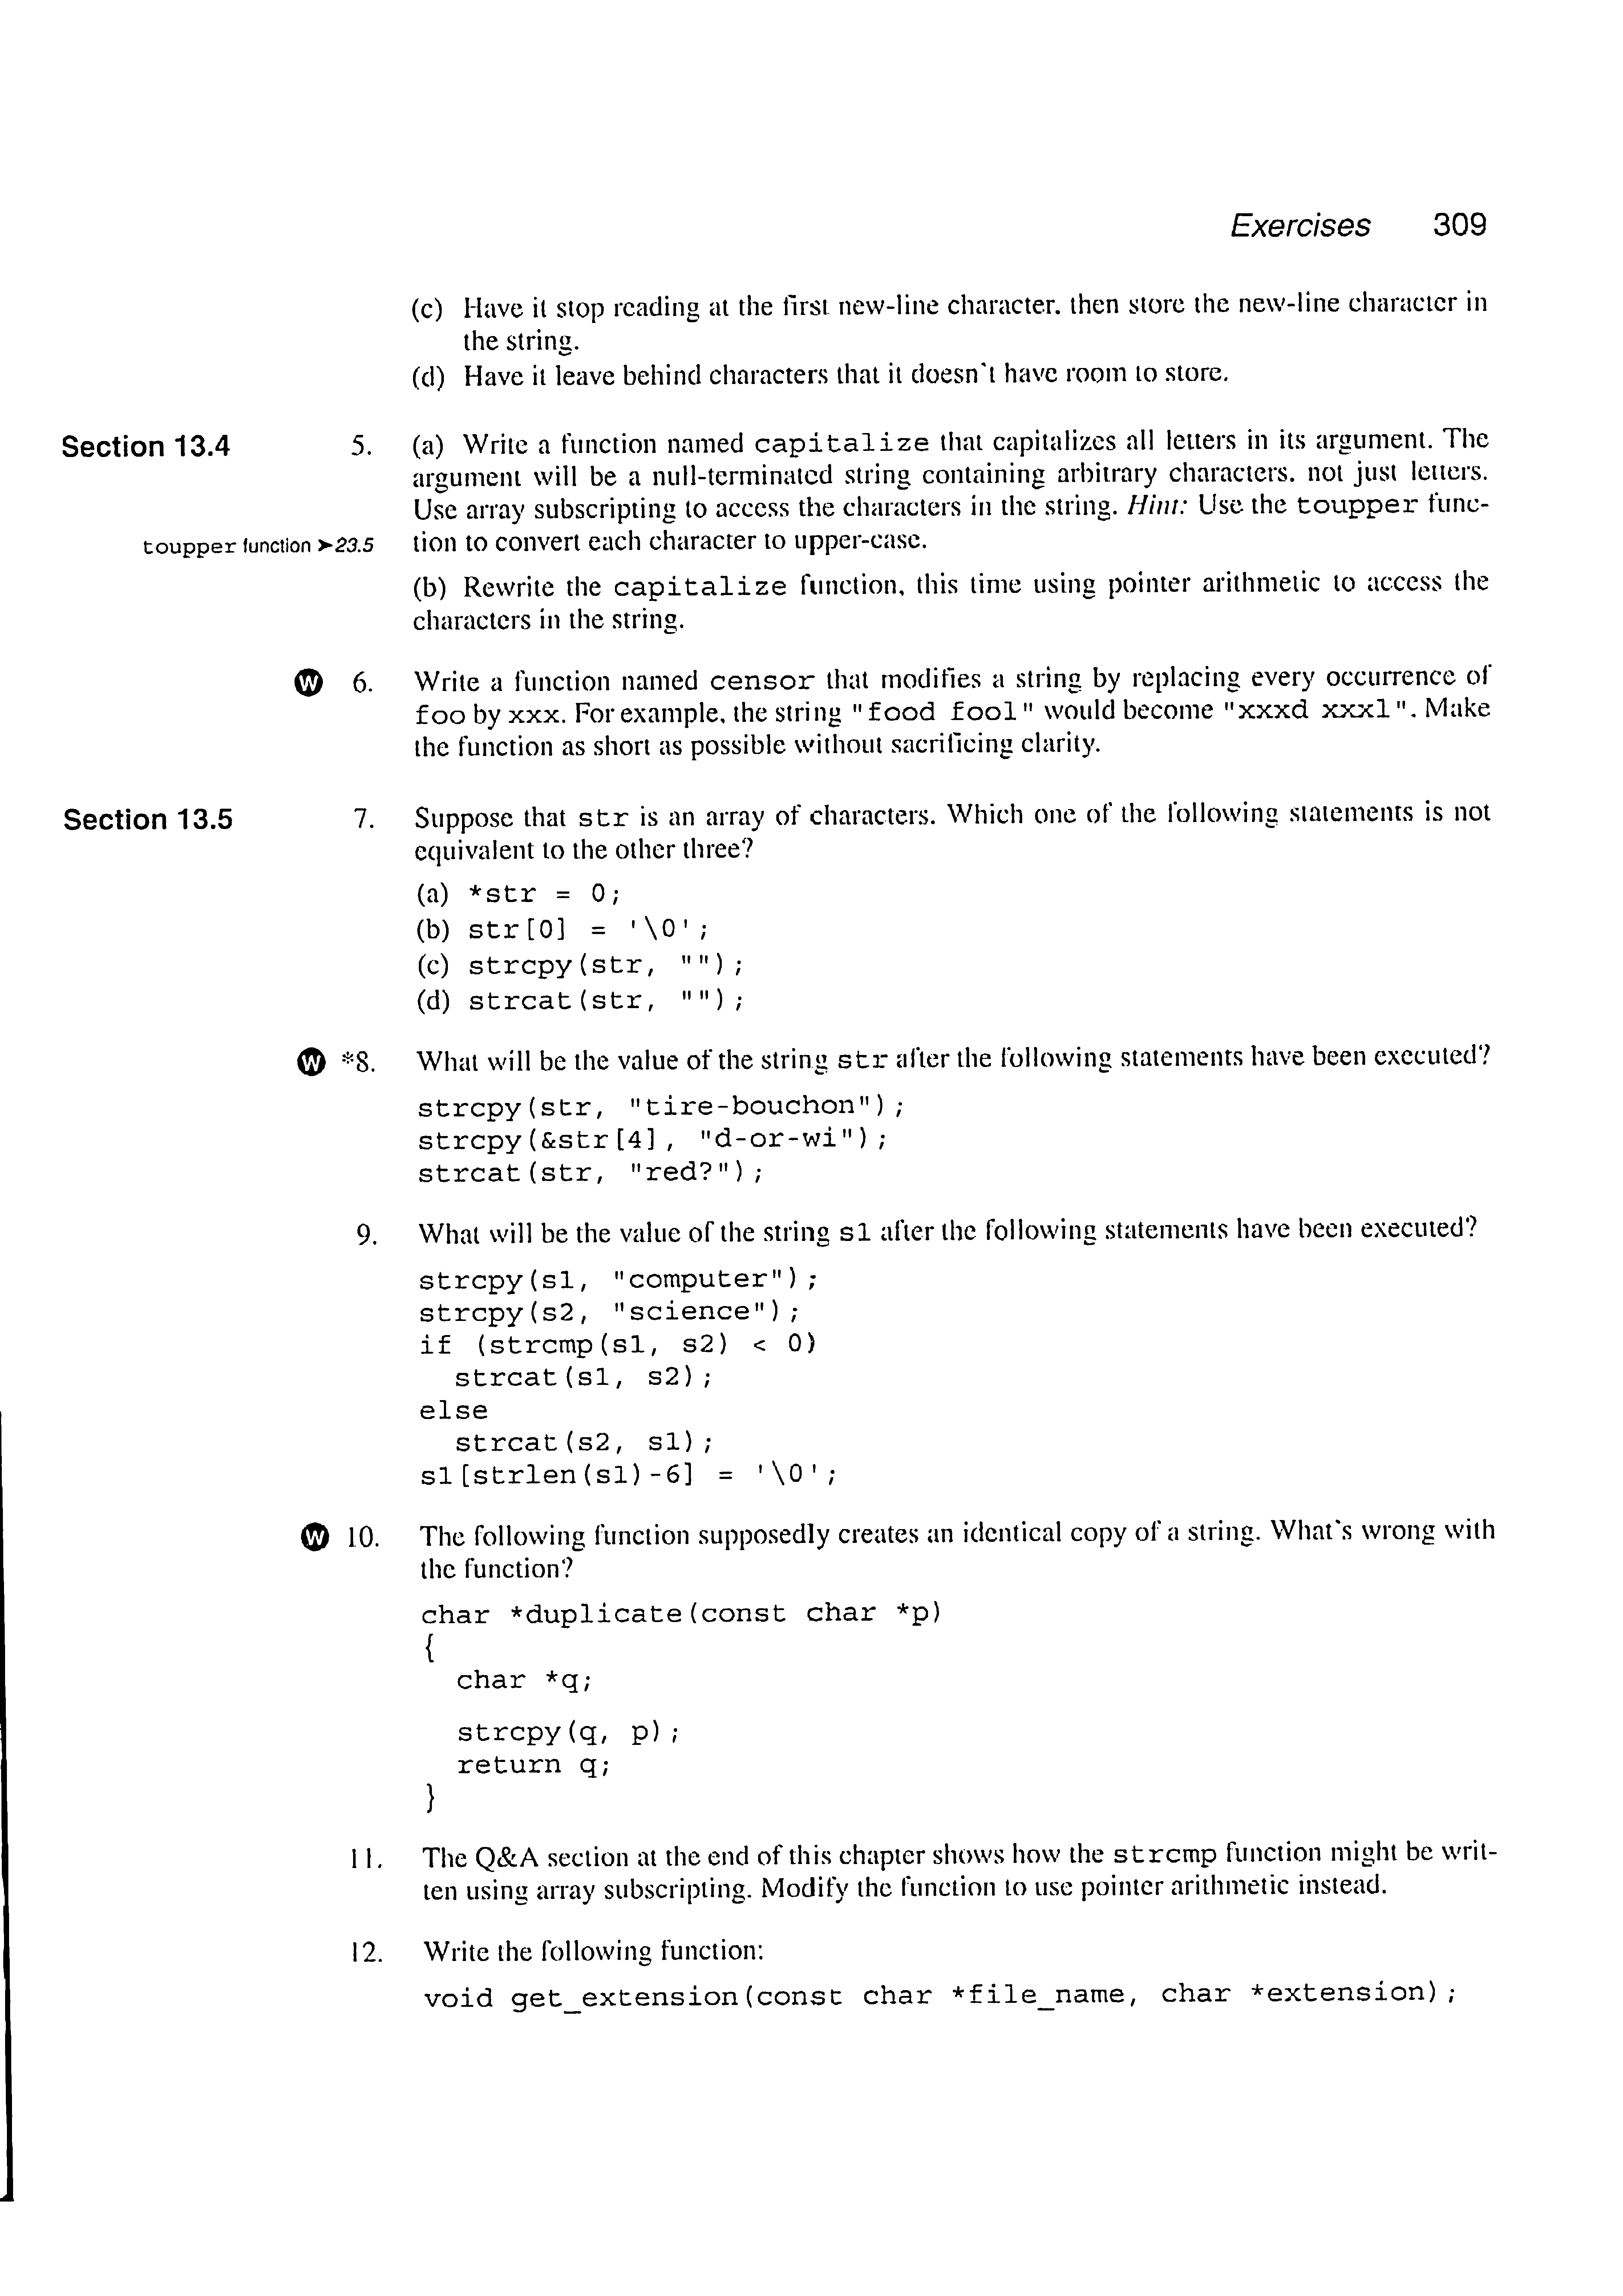 Exercises 309
(c) Have it stop reading at the first new-line character. then store the new-line character in
the string.
(d) Have it leave behind characters that it doesn't have room to store.
Section 13.4 5. (a) Write a function named capitalize that capitalizes all letters in its argument. The
argument will be a null-terminated string containing arbitrary characters. not just letters.
Use array subscripting to access the characters in the string. Hint: Use the toupper func-
toupper function ➤23.5 tion to convert each character to upper-case.
(b) Rewrite the capitalize function, this time using pointer arithmetic to access the
characters in the string.
W 6. Write a function named censor that modifies a string by replacing every occurrence of
foo by xxx. For example, the string "food fool" would become "xxxd xxxl". Make
the function as short as possible without sacrificing clarity.
Section 13.5 7. Suppose that str is an array of characters. Which one of the following statements is not
equivalent to the other three?
(a) *str = 0;
(b) str[0] = '\0';
(c) strcpy(str, "");
(d) strcat(str, "");
W *8. What will be the value of the string str after the following statements have been executed?
strcpy(str, "tire-bouchon");
strcpy(&str[4], "d-or-wi");
strcat(str, "red?");
9. What will be the value of the string s1 after the following statements have been executed?
strcpy(s1, "computer");
strcpy(s2, "science");
if (strcmp(s1, s2) < 0)
strcat(s1, s2);
else
strcat(s2, s1);
s1[strlen(s1)-6] = '\0';
W 10. The following function supposedly creates an identical copy of a string. What's wrong with
the function?
char *duplicate(const char *p)
{
char *q;
strcpy(q, p);
return q;
}
11. The Q&A section at the end of this chapter shows how the strcmp function might be writ-
ten using array subscripting. Modify the function to use pointer arithmetic instead.
12. Write the following function:
void get_extension(const char *file_name, char *extension);